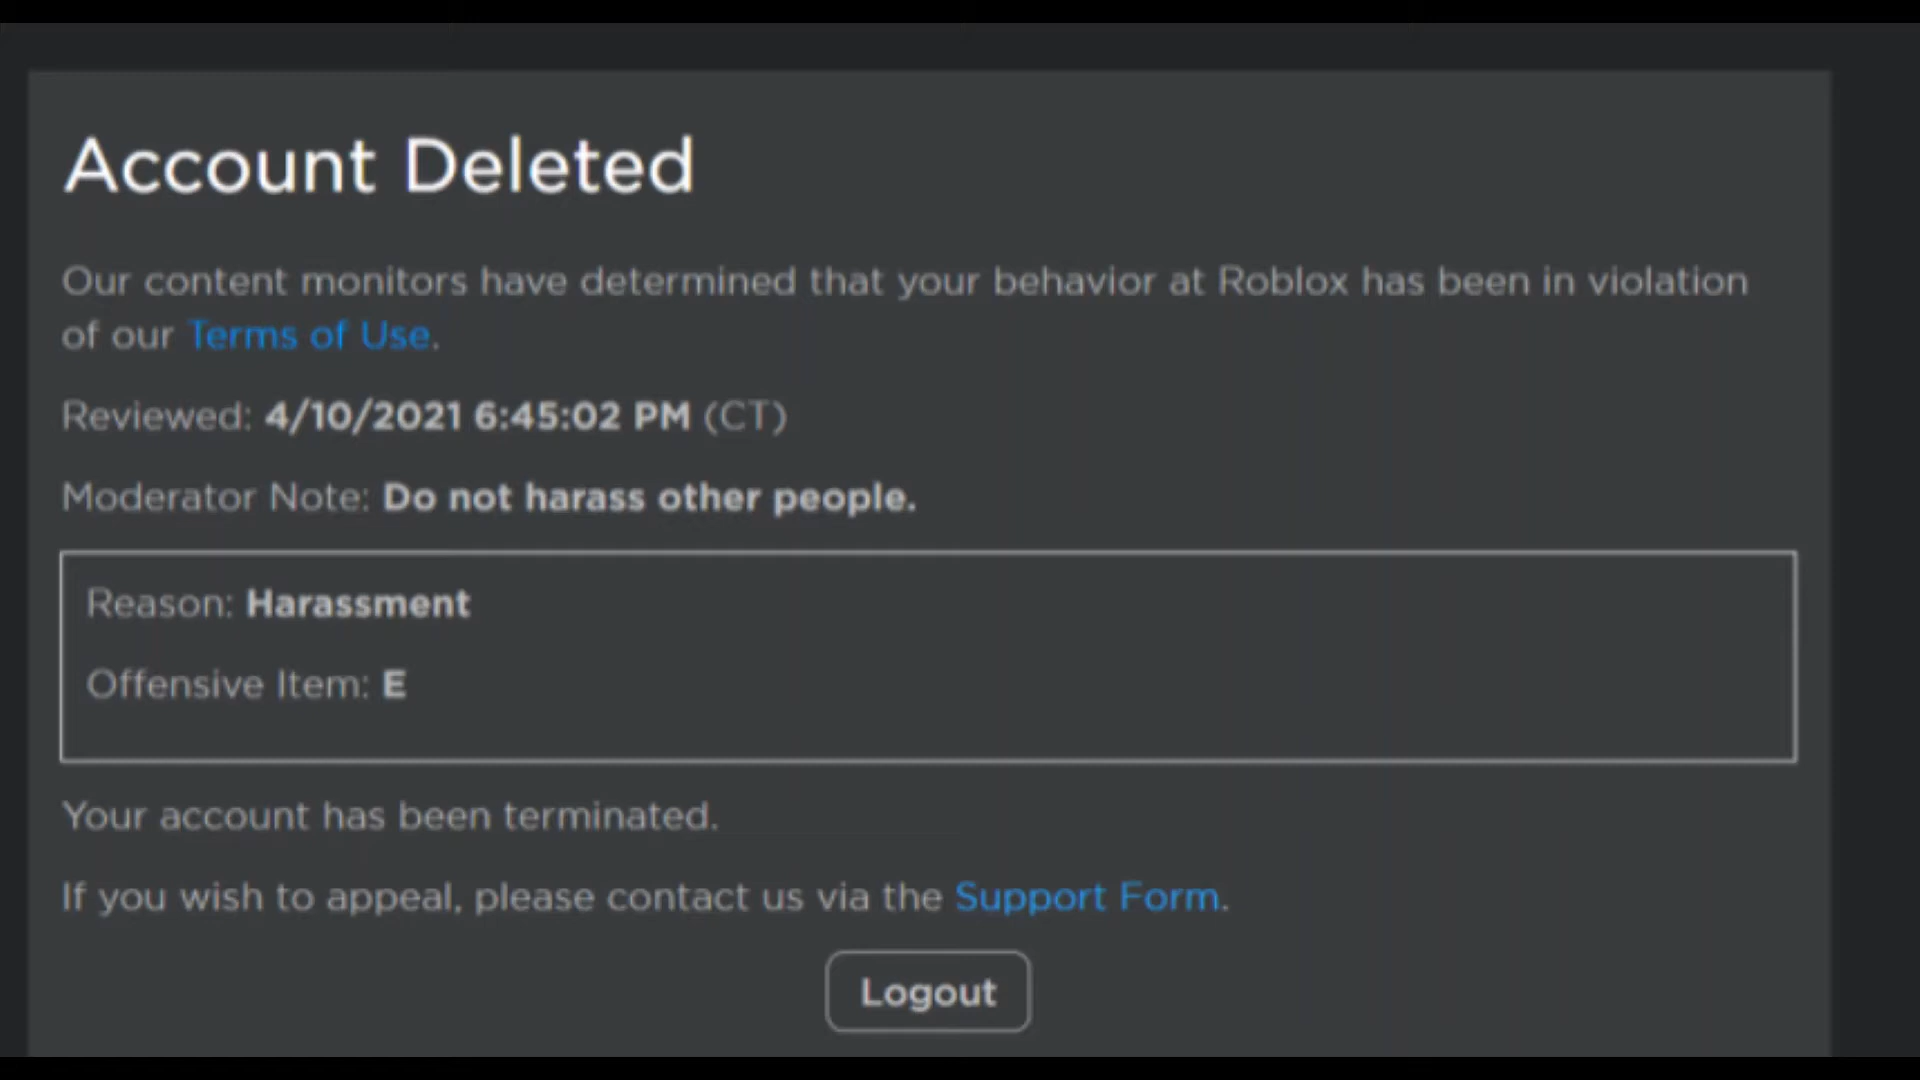 Account Deleted
Our content monitors have determined that your behavior at Roblox has been in violation
of our Terms of Use.
Reviewed: 4/10/2021 6:45:02 PM (CT)
Moderator Note: Do not harass other people.
Reason: Harassment
Offensive Item: E
Your account has been terminated.
If you wish to appeal, please contact us via the Support Form.
Logout